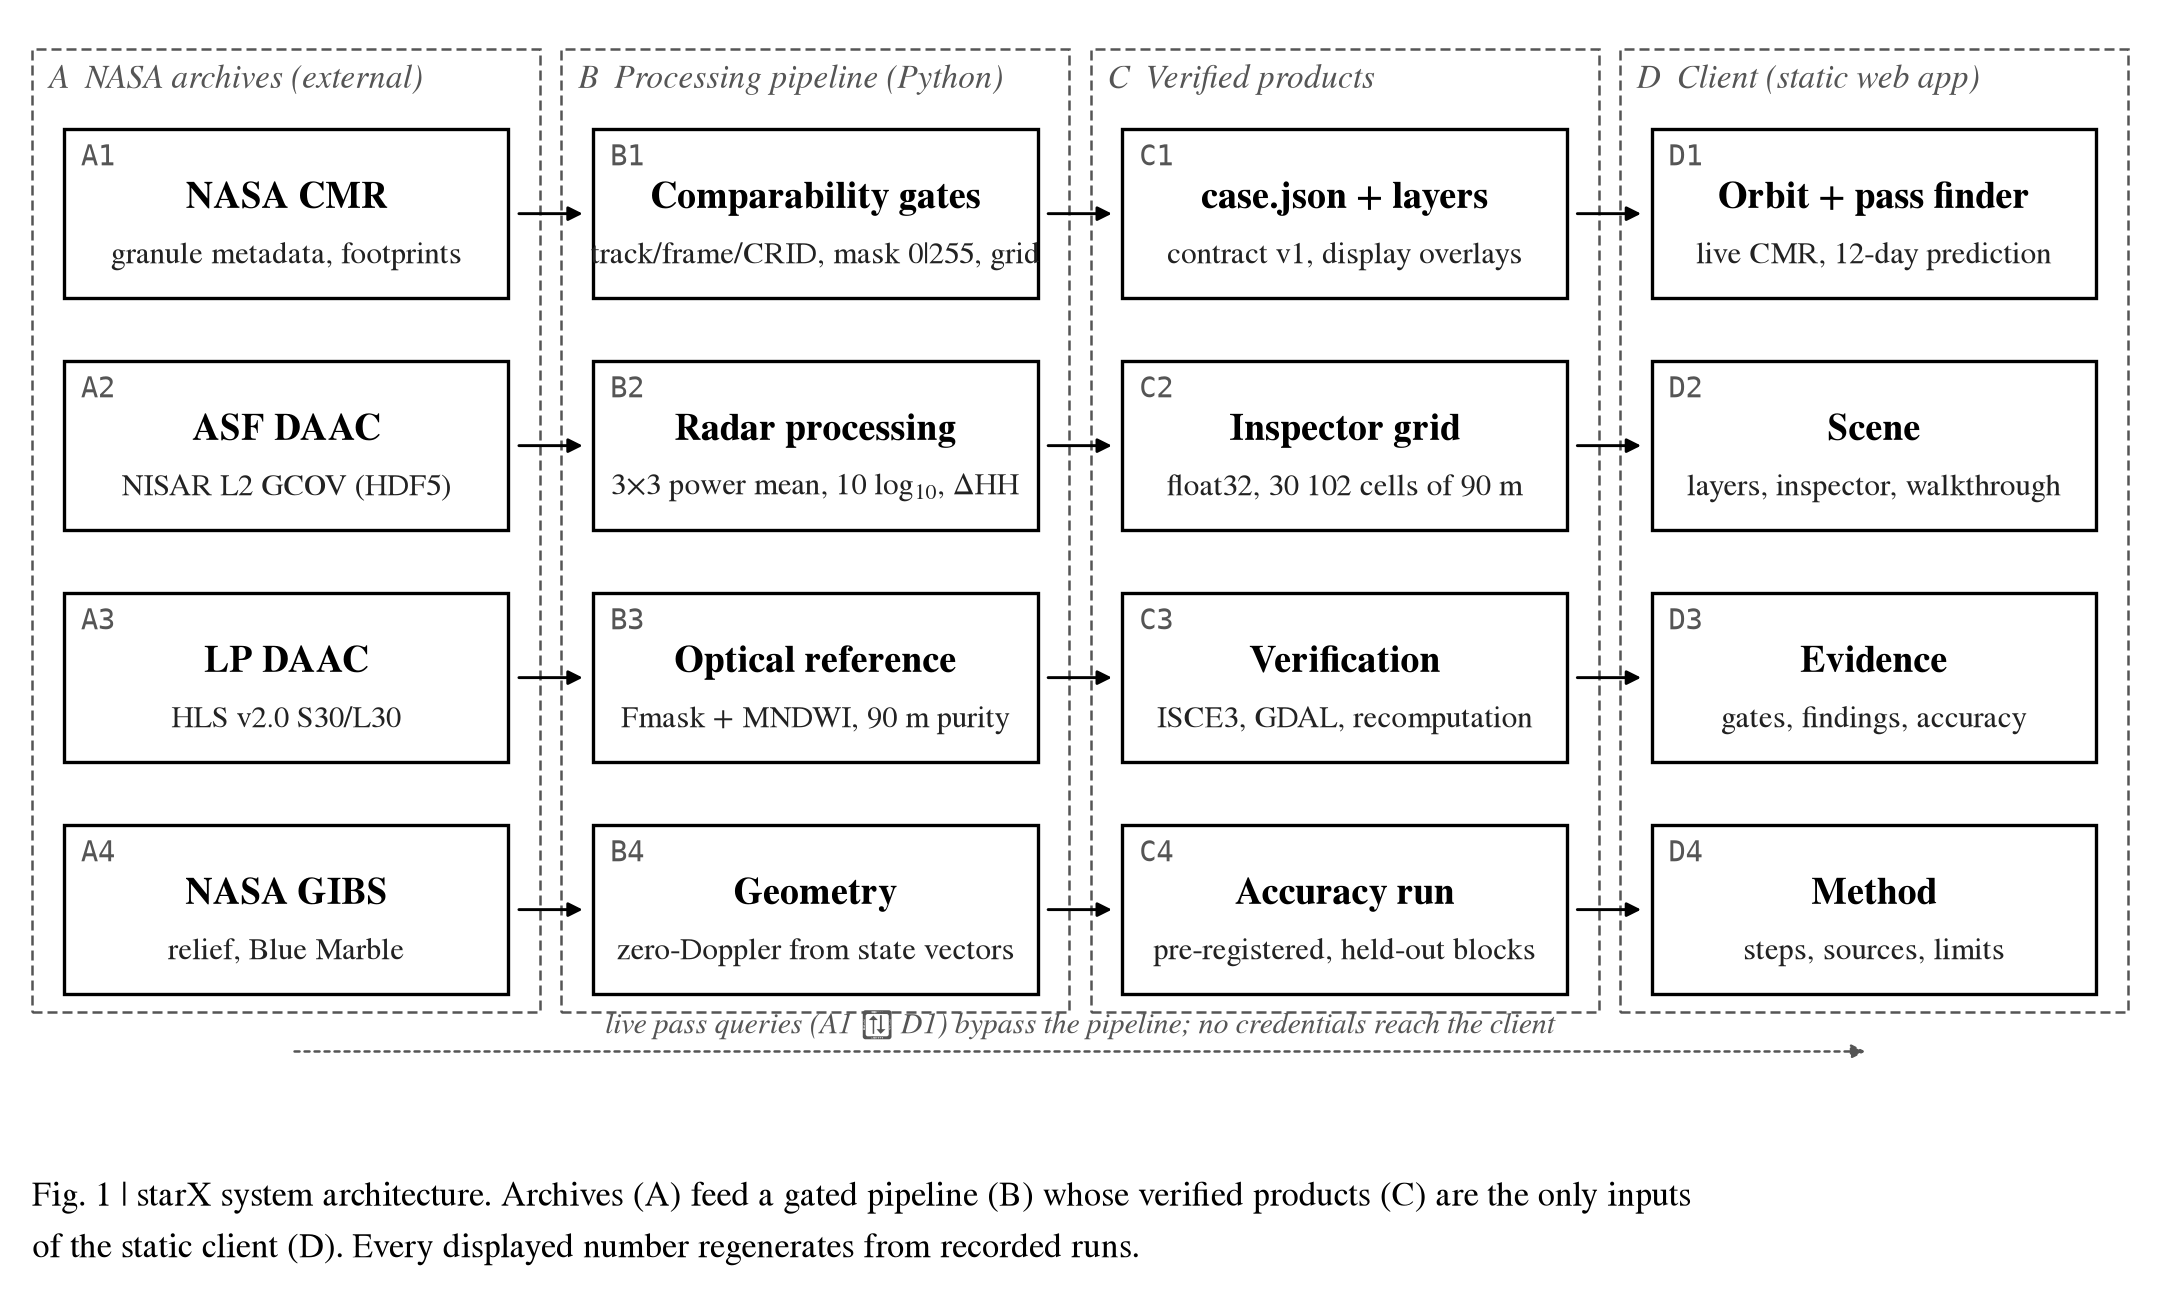 A NASA archives (external)
A1
NASA CMR
granule metadata, footprints
A2
ASF DAAC
NISAR L2 GCOV (HDF5)
A3
LP DAAC
HLS v2.0 S30/L30
A4
NASA GIBS
relief, Blue Marble
B Processing pipeline (Python)
B1
Comparability gates
track/frame/CRID, mask 0|255, grid
B2
Radar processing
3×3 power mean, 10 log₁₀, ΔHH
B3
Optical reference
Fmask + MNDWI, 90 m purity
B4
Geometry
zero-Doppler from state vectors
C Verified products
C1
case.json + layers
contract v1, display overlays
C2
Inspector grid
float32, 30 102 cells of 90 m
C3
Verification
ISCE3, GDAL, recomputation
C4
Accuracy run
pre-registered, held-out blocks
D Client (static web app)
D1
Orbit + pass finder
live CMR, 12-day prediction
D2
Scene
layers, inspector, walkthrough
D3
Evidence
gates, findings, accuracy
D4
Method
steps, sources, limits
live pass queries (A1 D1) bypass the pipeline; no credentials reach the client
Fig. 1 | starX system architecture. Archives (A) feed a gated pipeline (B) whose verified products (C) are the only inputs
of the static client (D). Every displayed number regenerates from recorded runs.